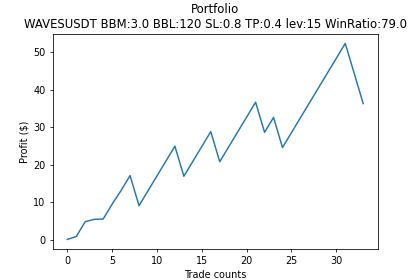 Portfolio
WAVESUSDT BBM:3.0 BBL:120 SL:0.8 TP:0.4 lev:15 WinRatio:79.0
Profit ($)
50
40
30
20
10
0
0 5 10 15 20 25 30
Trade counts